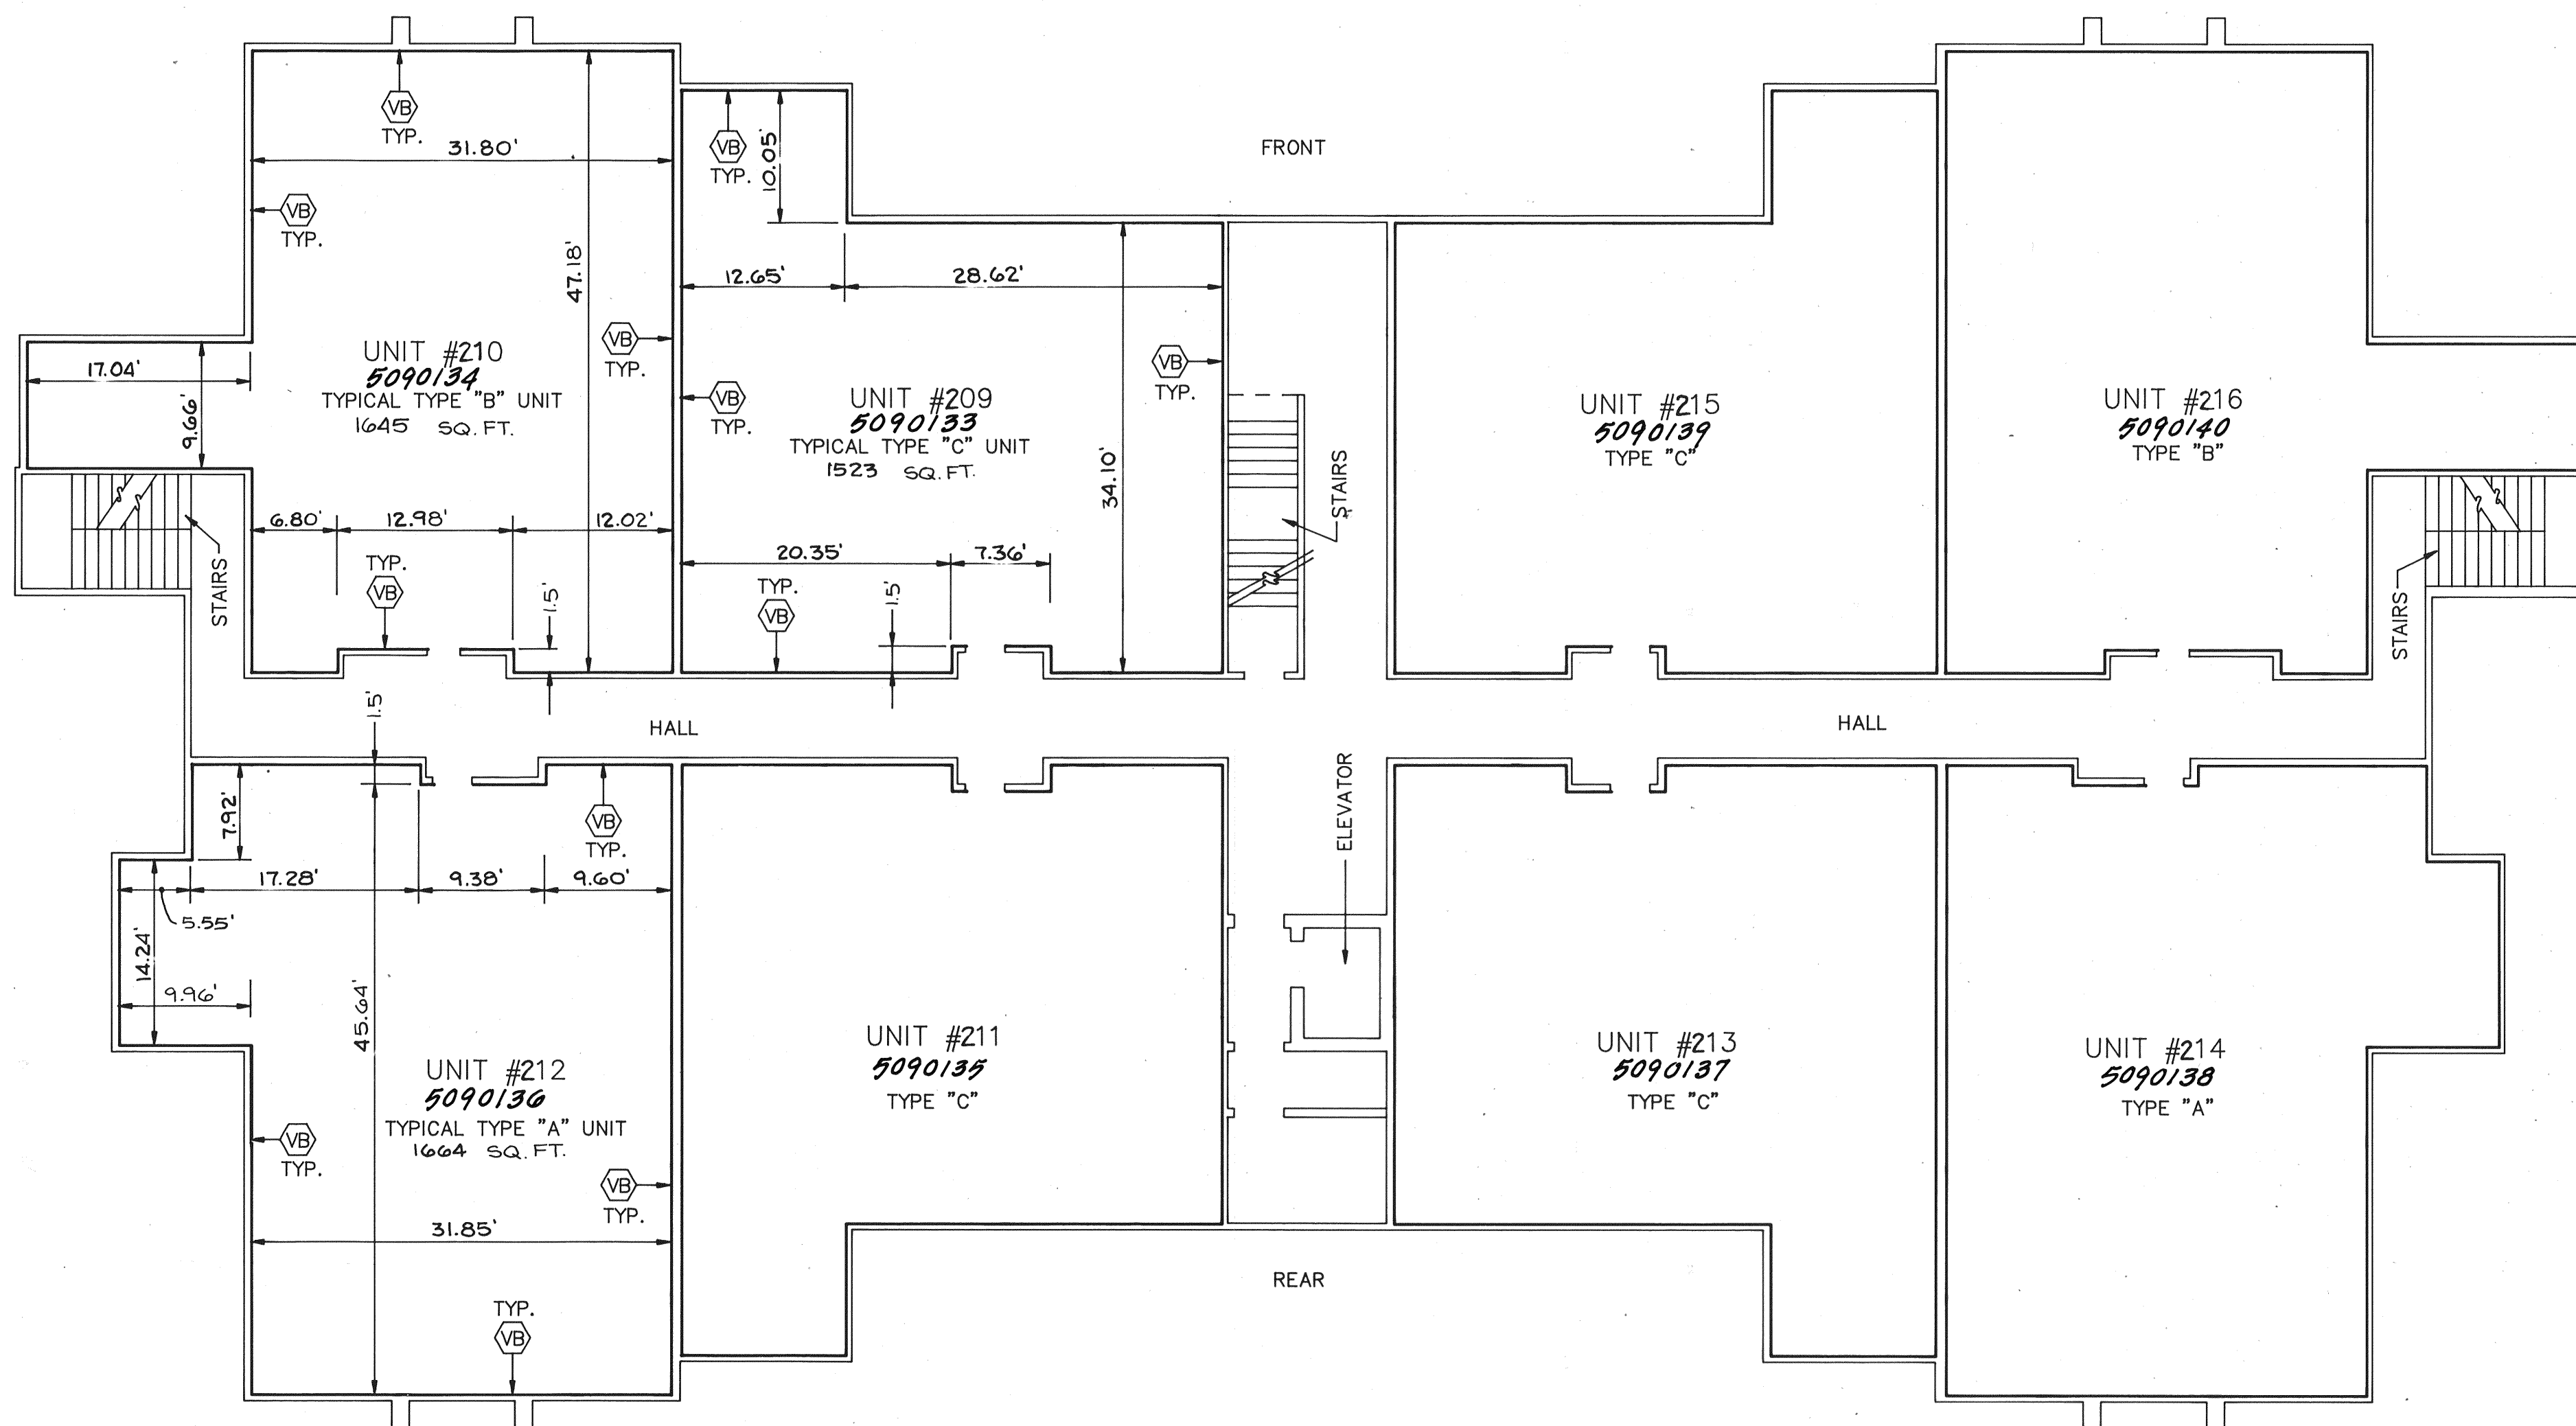 VB
TYP.
31.80'
VB
TYP.
47.18'
VB
TYP.
UNIT #210
5090134
TYPICAL TYPE "B" UNIT
1645 SQ. FT.
17.04'
9.66'
6.80'
12.98'
12.02'
TYP.
VB
1.5'
STAIRS
VB
TYP.
10.05'
12.65'
28.62'
VB
TYP.
VB
TYP.
UNIT #209
5090133
TYPICAL TYPE "C" UNIT
1523 SQ. FT.
34.10'
20.35'
7.36'
TYP.
VB
1.5'
FRONT
STAIRS
UNIT #215
5090139
TYPE "C"
UNIT #216
5090140
TYPE "B"
STAIRS
HALL
HALL
1.5'
7.92'
VB
TYP.
17.28'
9.38'
9.60'
5.55'
14.24'
9.96'
45.64'
UNIT #212
5090136
TYPICAL TYPE "A" UNIT
1664 SQ. FT.
VB
TYP.
VB
TYP.
31.85'
TYP.
VB
UNIT #211
5090135
TYPE "C"
ELEVATOR
UNIT #213
5090137
TYPE "C"
UNIT #214
5090138
TYPE "A"
REAR